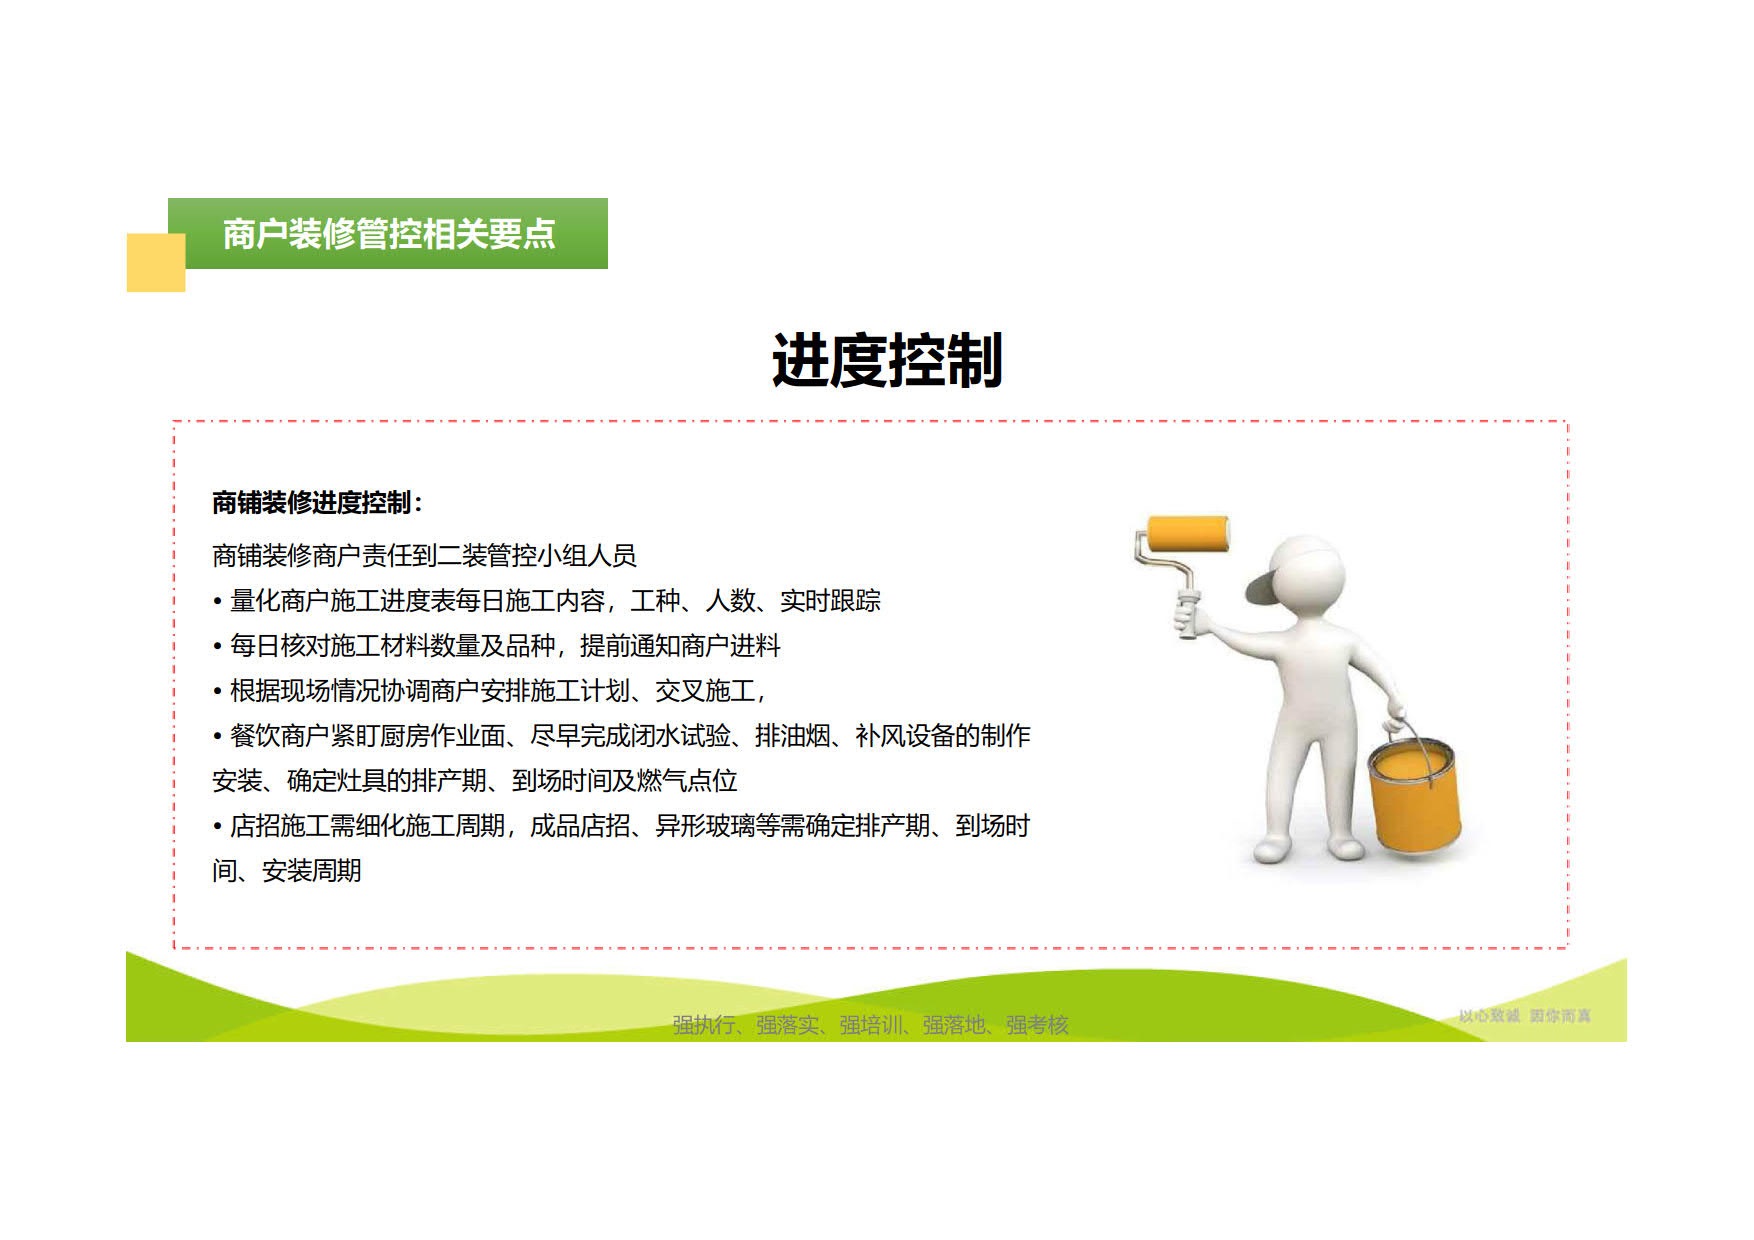 商户装修管控相关要点
进度控制
商铺装修进度控制：
商铺装修商户责任到二装管控小组人员
• 量化商户施工进度表每日施工内容，工种、人数、实时跟踪
• 每日核对施工材料数量及品种，提前通知商户进料
• 根据现场情况协调商户安排施工计划、交叉施工，
• 餐饮商户紧盯厨房作业面、尽早完成闭水试验、排油烟、补风设备的制作
安装、确定灶具的排产期、到场时间及燃气点位
• 店招施工需细化施工周期，成品店招、异形玻璃等需确定排产期、到场时
间、安装周期
强执行、强落实、强培训、强落地、强考核
以心致诚 因你而真